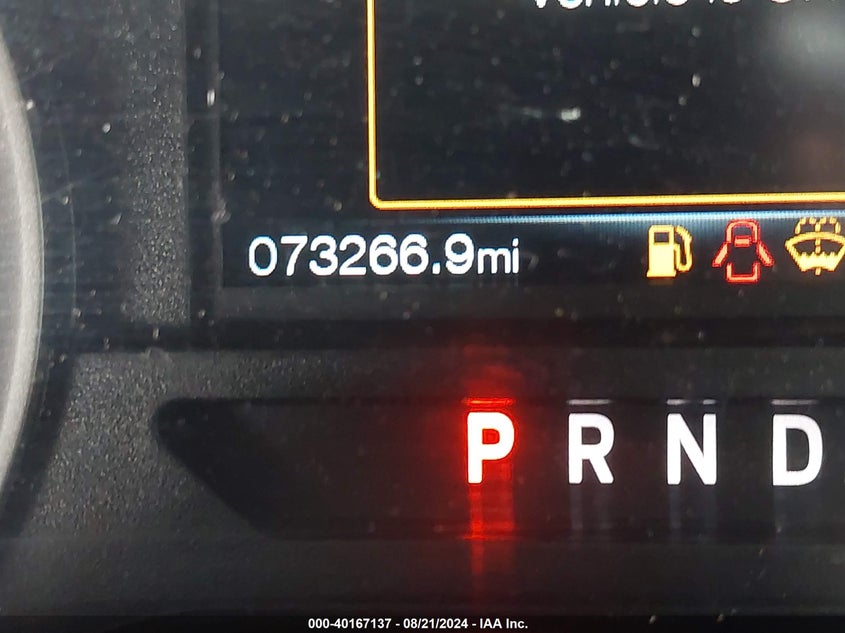 073266.9mi
P R N D
000-40167137 - 08/21/2024 - IAA Inc.